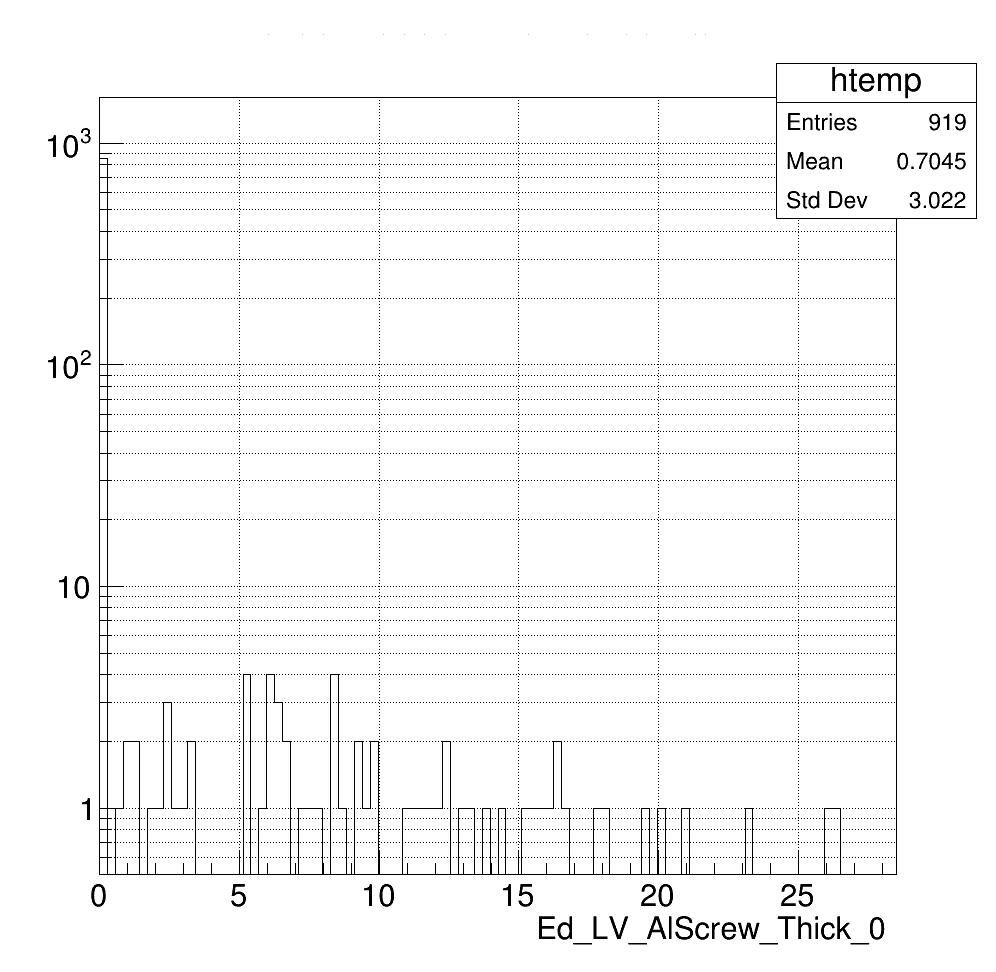 htemp
Entries 919
Mean 0.7045
Std Dev 3.022
10³
10²
10
1
0 5 10 15 20 25
Ed_LV_AlScrew_Thick_0